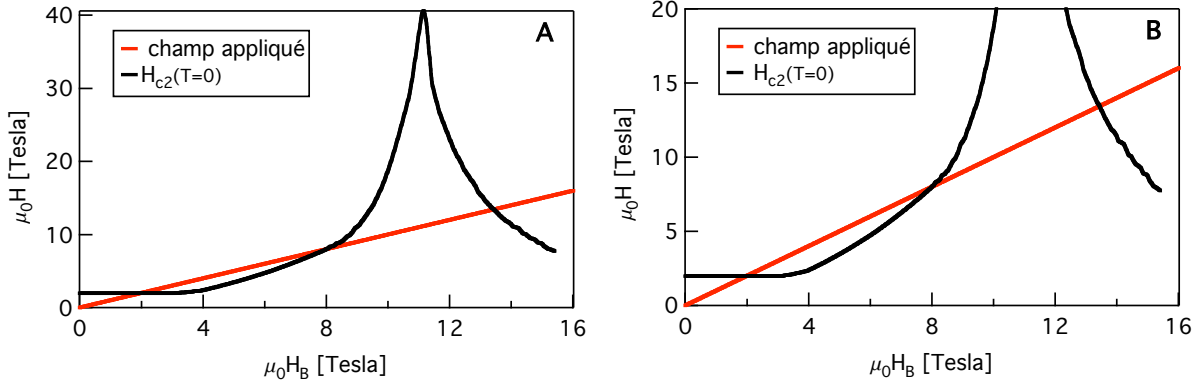 A
champ appliqué
Hc2(T=0)
40
30
20
10
0
μ0H [Tesla]
0
4
8
12
16
μ0HB [Tesla]
B
champ appliqué
Hc2(T=0)
20
15
10
5
0
μ0H [Tesla]
0
4
8
12
16
μ0HB [Tesla]